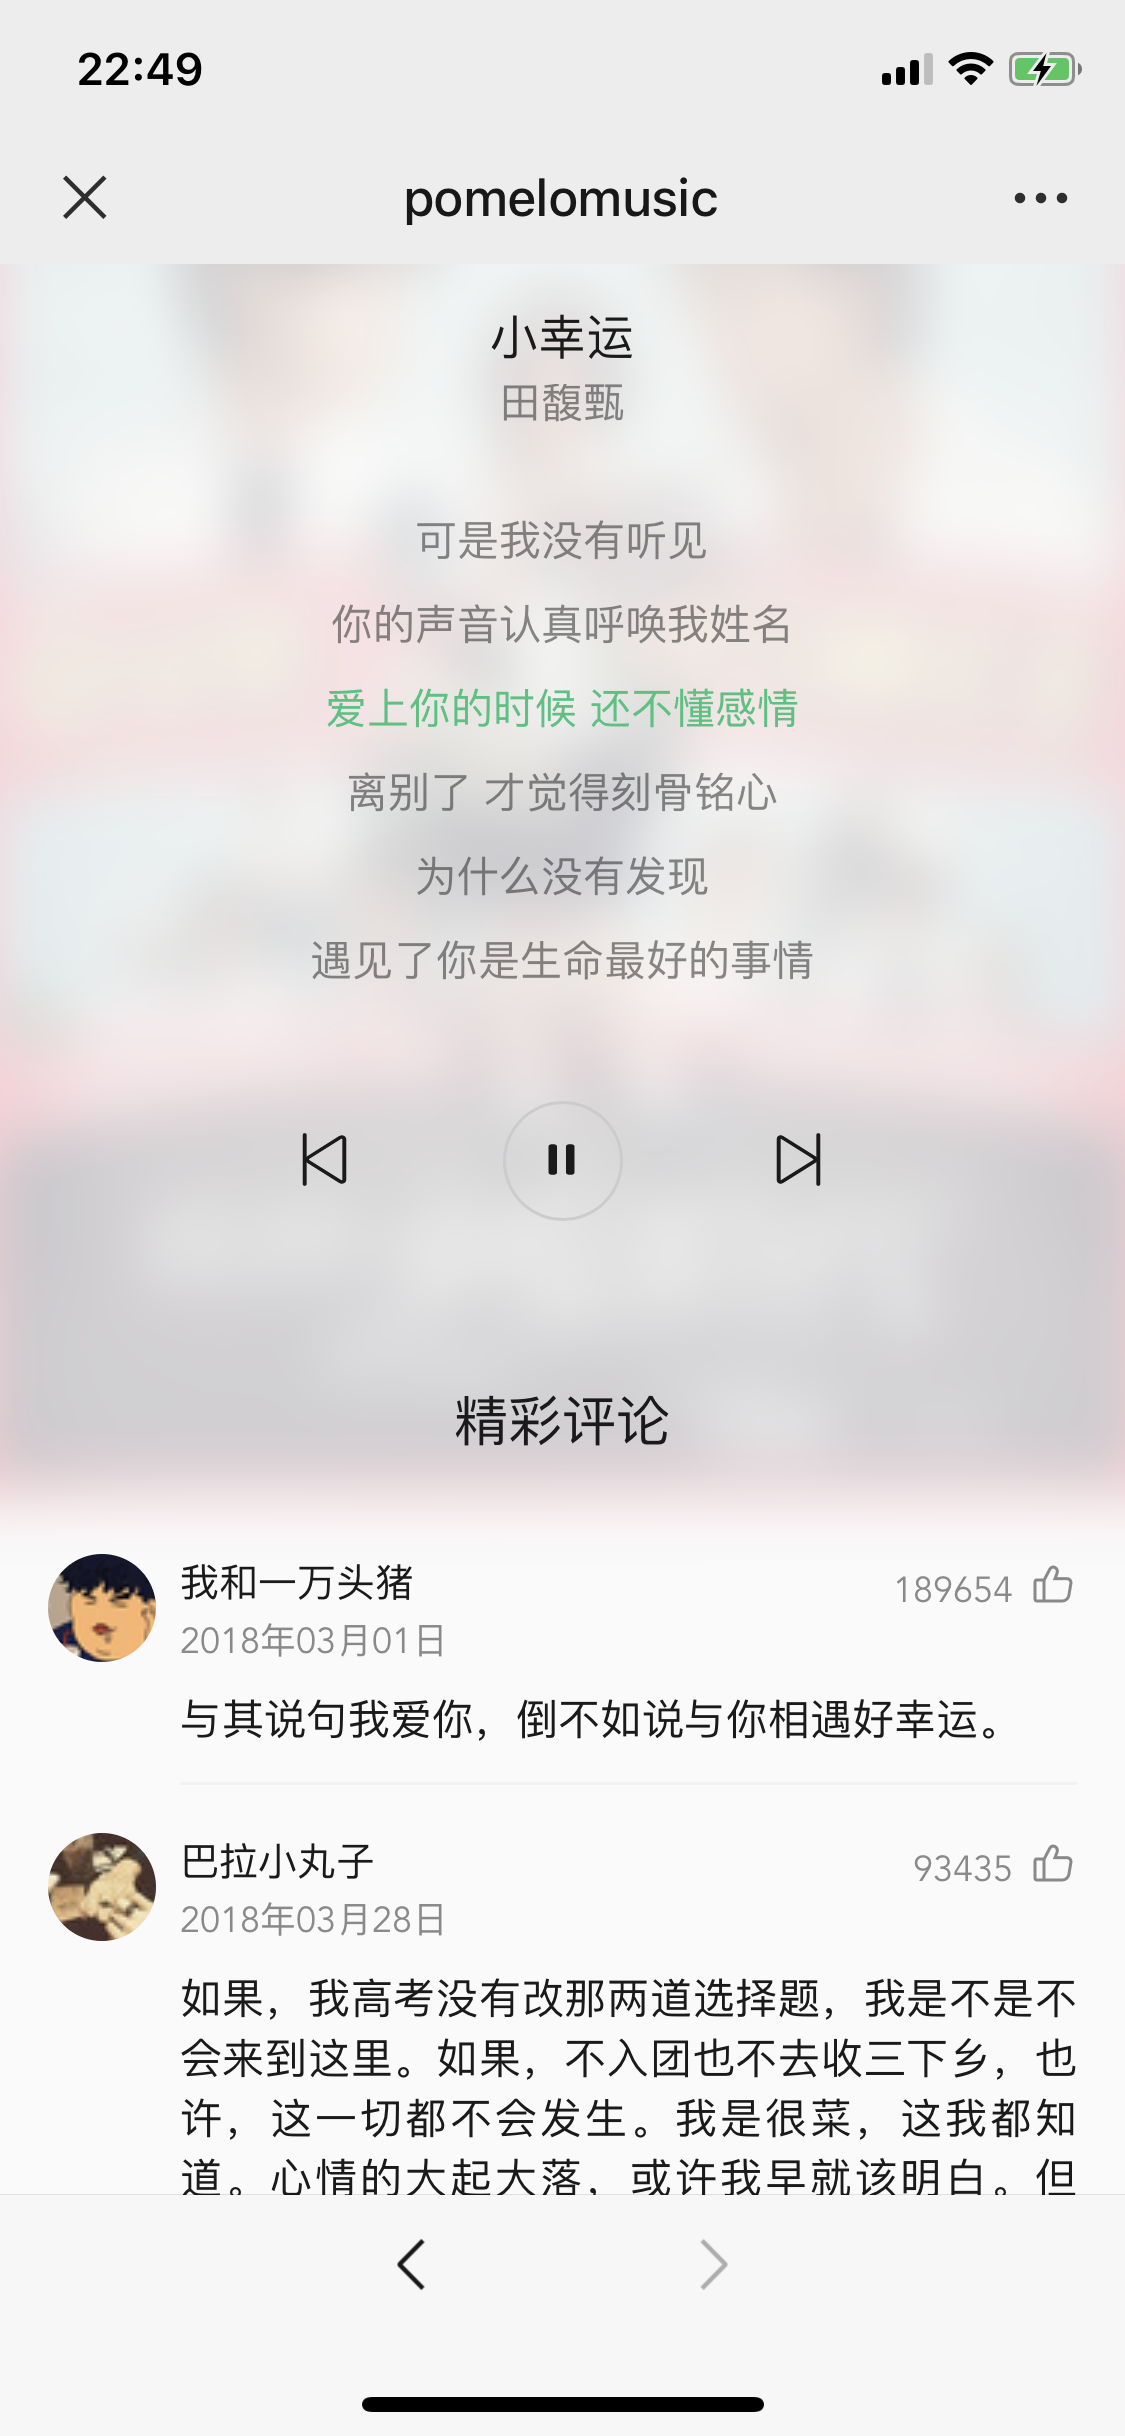 22:49
pomelomusic
小幸运
田馥甄
可是我没有听见
你的声音认真呼唤我姓名
爱上你的时候 还不懂感情
离别了 才觉得刻骨铭心
为什么没有发现
遇见了你是生命最好的事情
精彩评论
我和一万头猪
189654
2018年03月01日
与其说句我爱你，倒不如说与你相遇好幸运。
巴拉小丸子
93435
2018年03月28日
如果，我高考没有改那两道选择题，我是不是不
会来到这里。如果，不入团也不去收三下乡，也
许，这一切都不会发生。我是很菜，这我都知
道。心情的大起大落，或许我早就该明白。但